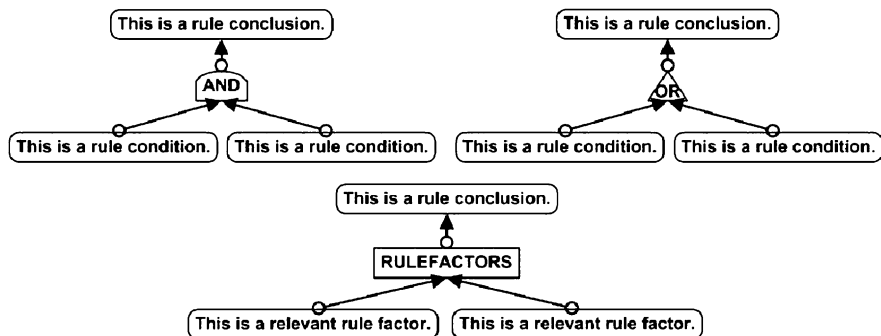 This is a rule conclusion.
This is a rule conclusion.
AND
OR
This is a rule condition.
This is a rule condition.
This is a rule condition.
This is a rule condition.
This is a rule conclusion.
RULEFACTORS
This is a relevant rule factor.
This is a relevant rule factor.